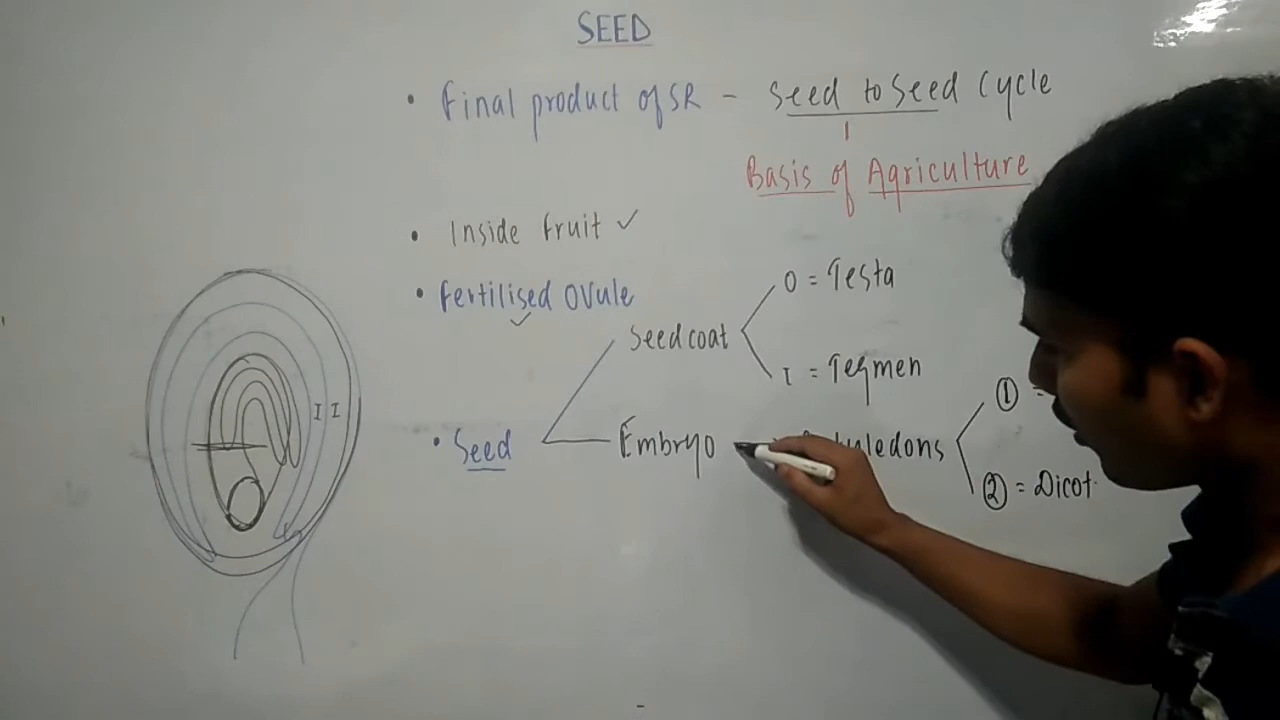 SEED
• Final product of SR - Seed to Seed Cycle
Basis of Agriculture
• Inside fruit ✓
• Fertilised Ovule
Seed coat
O = Testa
I = Tegmen
• Seed
Embryo
①
② = Dicot
I I